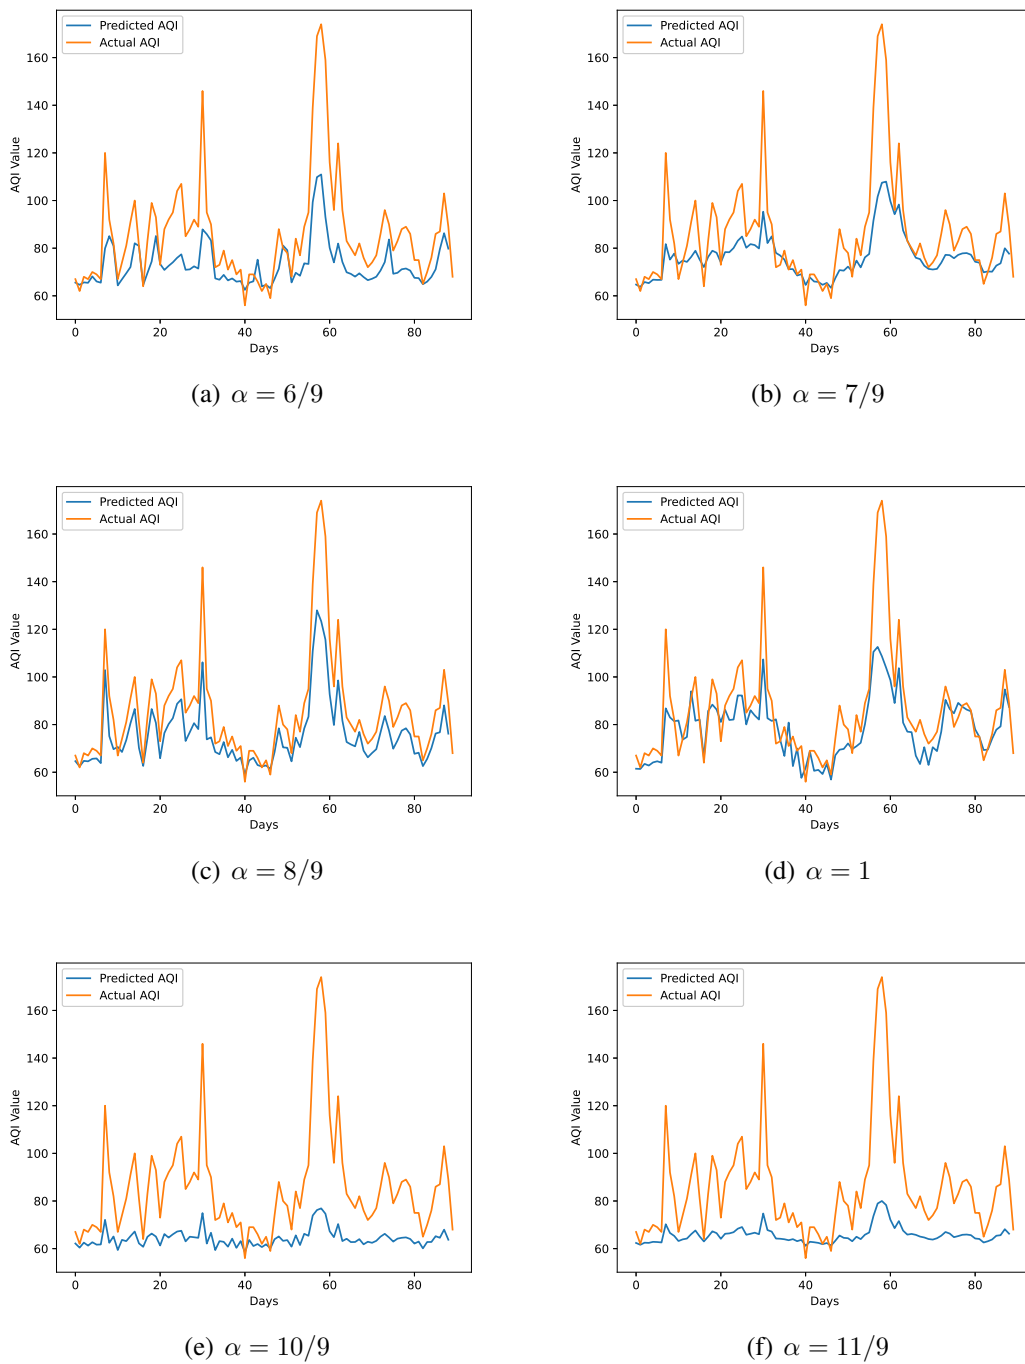 Predicted AQI
Actual AQI
160
140
120
100
80
60
AQI Value
0 20 40 60 80
Days
(a) α = 6/9
Predicted AQI
Actual AQI
160
140
120
100
80
60
AQI Value
0 20 40 60 80
Days
(b) α = 7/9
Predicted AQI
Actual AQI
160
140
120
100
80
60
AQI Value
0 20 40 60 80
Days
(c) α = 8/9
Predicted AQI
Actual AQI
160
140
120
100
80
60
AQI Value
0 20 40 60 80
Days
(d) α = 1
Predicted AQI
Actual AQI
160
140
120
100
80
60
AQI Value
0 20 40 60 80
Days
(e) α = 10/9
Predicted AQI
Actual AQI
160
140
120
100
80
60
AQI Value
0 20 40 60 80
Days
(f) α = 11/9